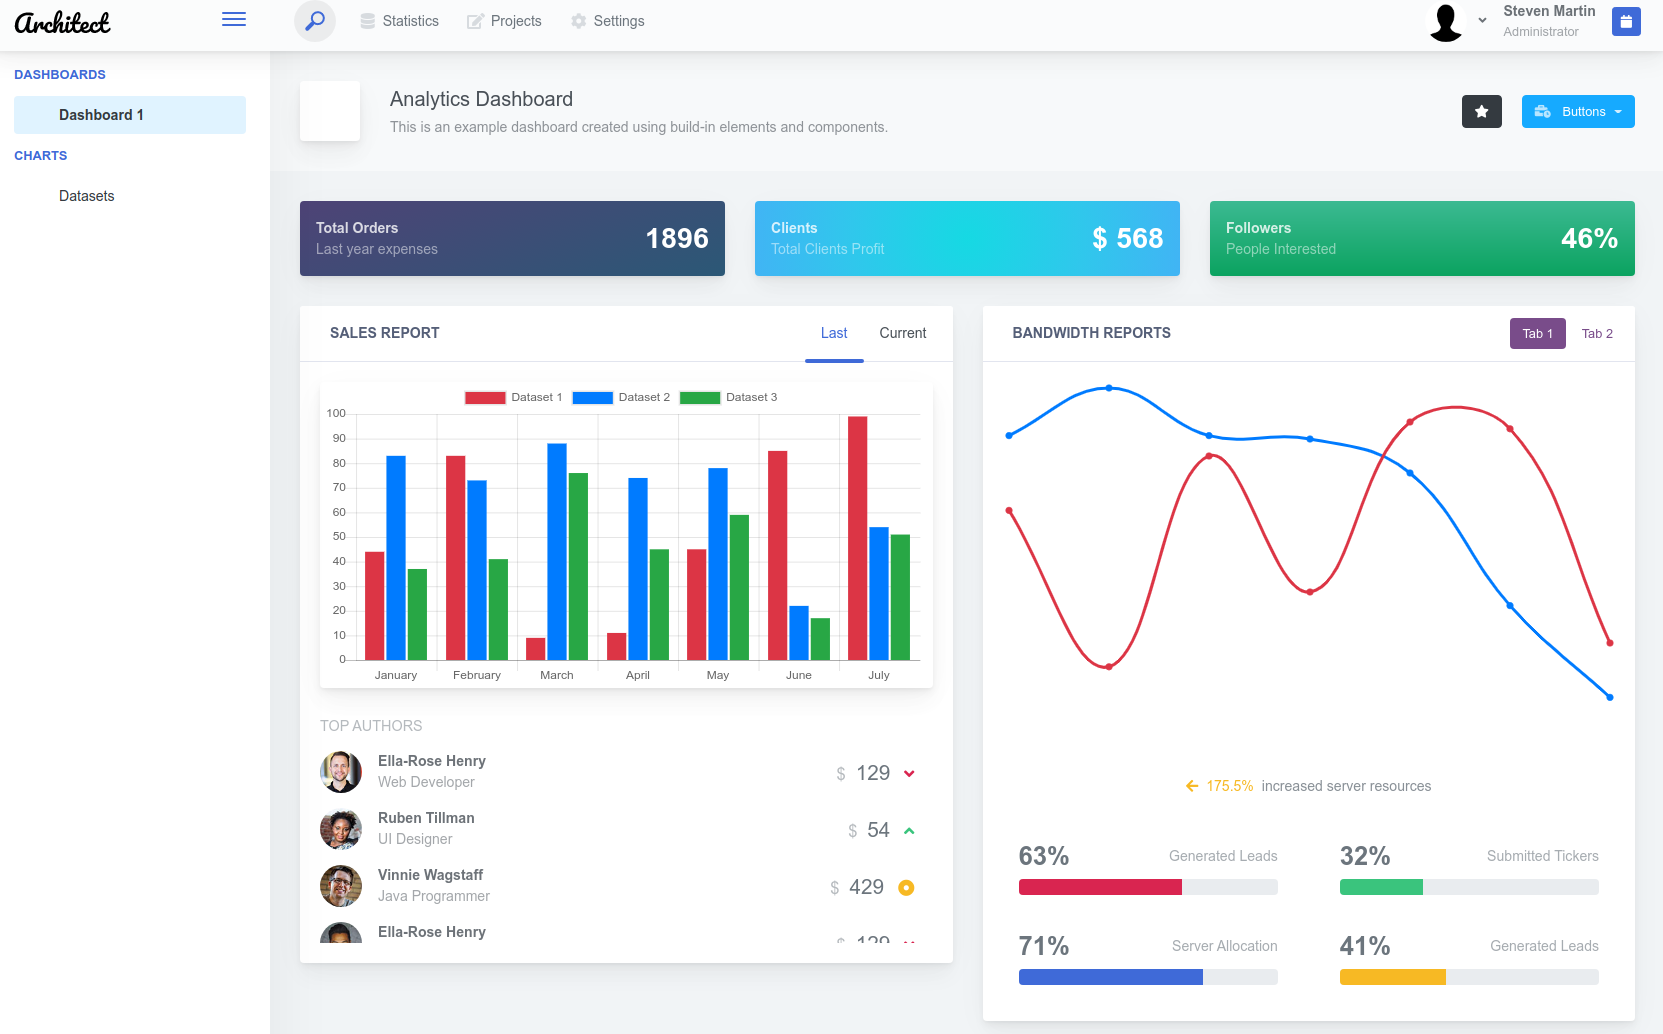 Architect
Statistics
Projects
Settings
Steven Martin
Administrator
DASHBOARDS
Dashboard 1
CHARTS
Datasets
Analytics Dashboard
This is an example dashboard created using build-in elements and components.
Buttons
Total Orders
Last year expenses
1896
Clients
Total Clients Profit
$ 568
Followers
People Interested
46%
SALES REPORT
Last
Current
Dataset 1
Dataset 2
Dataset 3
100
90
80
70
60
50
40
30
20
10
0
January
February
March
April
May
June
July
TOP AUTHORS
Ella-Rose Henry
Web Developer
$ 129
Ruben Tillman
UI Designer
$ 54
Vinnie Wagstaff
Java Programmer
$ 429
Ella-Rose Henry
$ 129
BANDWIDTH REPORTS
Tab 1
Tab 2
175.5% increased server resources
63%
Generated Leads
32%
Submitted Tickers
71%
Server Allocation
41%
Generated Leads